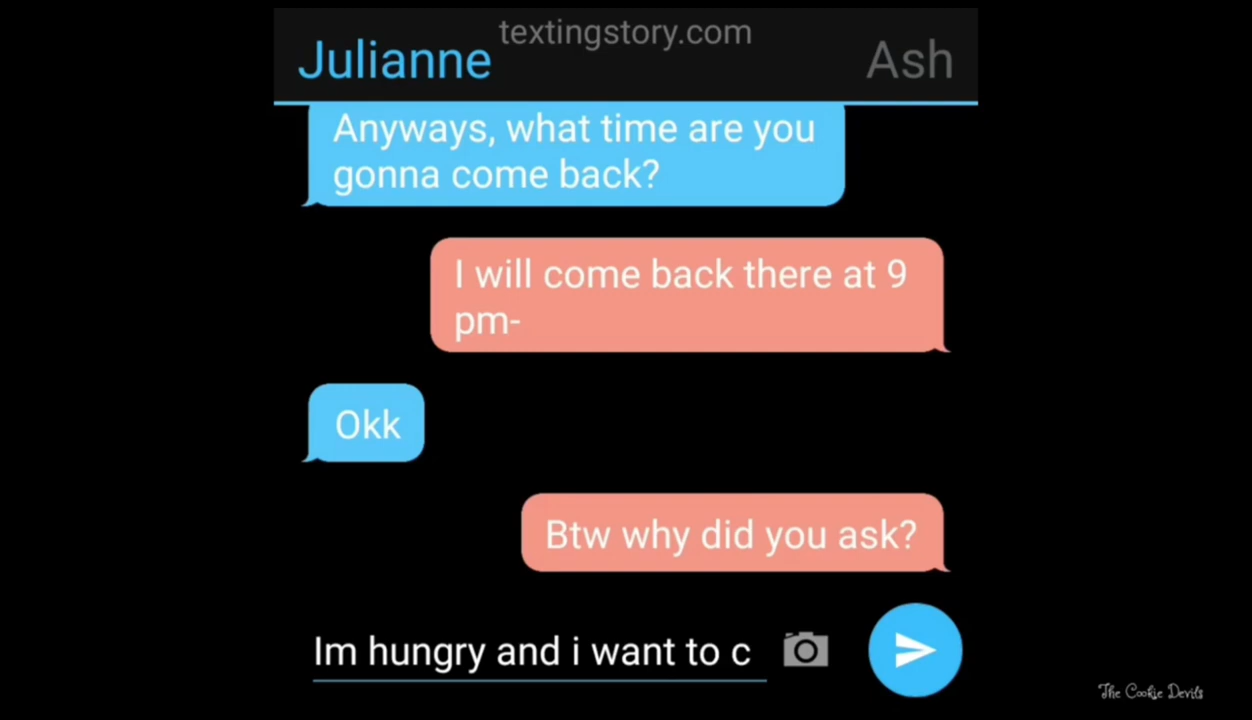 textingstory.com
Julianne
Ash
Anyways, what time are you
gonna come back?
I will come back there at 9
pm-
Okk
Btw why did you ask?
Im hungry and i want to c
The Cookie Devils